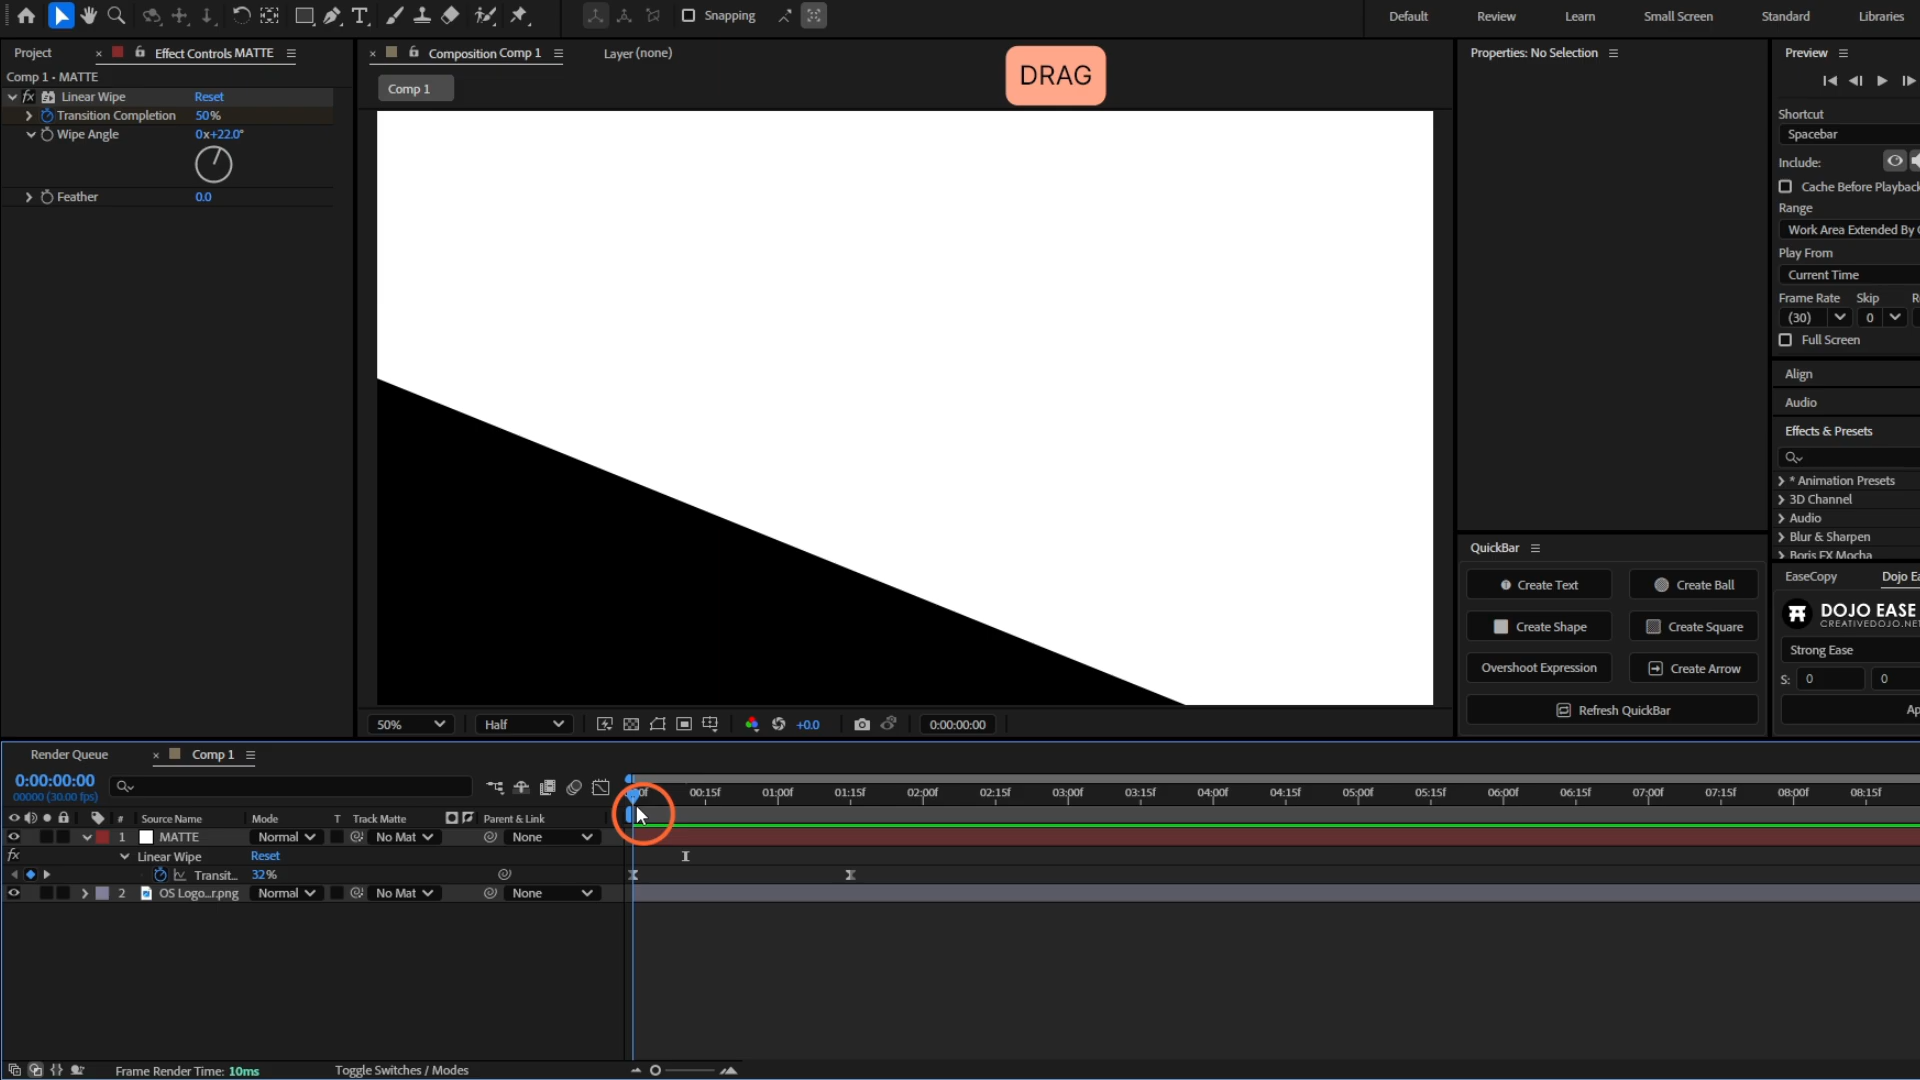 Snapping
Default
Review
Learn
Small Screen
Standard
Libraries
Project
Effect Controls MATTE
Composition Comp 1
Layer (none)
DRAG
Properties: No Selection
Preview
Comp 1 • MATTE
Comp 1
fx Linear Wipe Reset
Transition Completion 50%
Wipe Angle 0x+22.0°
Feather 0.0
Shortcut
Spacebar
Include:
Cache Before Playback
Range
Work Area Extended By
Play From
Current Time
Frame Rate Skip
(30) 0
Full Screen
Align
Audio
Effects & Presets
* Animation Presets
3D Channel
Audio
Blur & Sharpen
Boris FX Mocha
QuickBar
Create Text
Create Ball
Create Shape
Create Square
Overshoot Expression
Create Arrow
Refresh QuickBar
EaseCopy
Dojo Ea
DOJO EASE
CREATIVEDOJO.NET
Strong Ease
S: 0 0
Ap
50% Half +0.0 0:00:00:00
Render Queue
Comp 1
0:00:00:00
00000 (30.00 fps)
00:15f 01:00f 01:15f 02:00f 02:15f 03:00f 03:15f 04:00f 04:15f 05:00f 05:15f 06:00f 06:15f 07:00f 07:15f 08:00f 08:15f
# Source Name Mode T Track Matte Parent & Link
1 MATTE Normal No Mat None
fx Linear Wipe Reset
Transit... 32%
2 OS Logo...r.png Normal No Mat None
Frame Render Time: 10ms
Toggle Switches / Modes